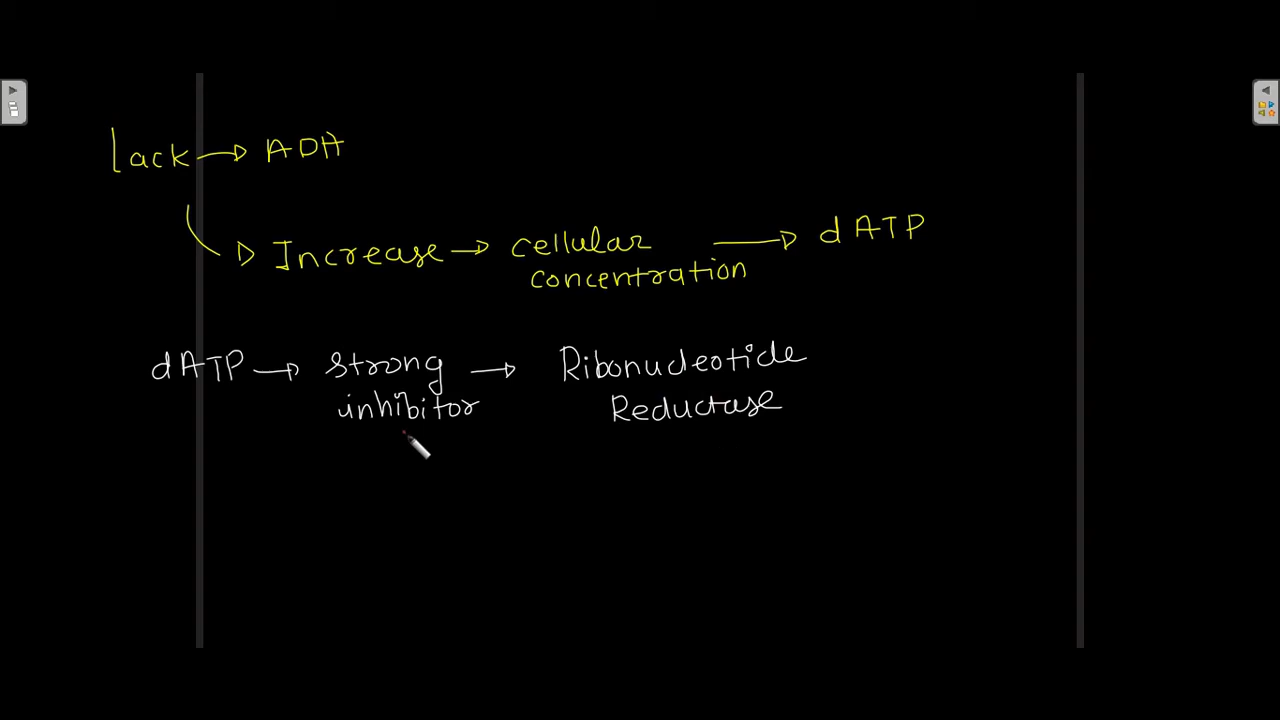 lack → ADA
Increase → cellular concentration → dATP
dATP → strong inhibitor → Ribonucleotide Reductase